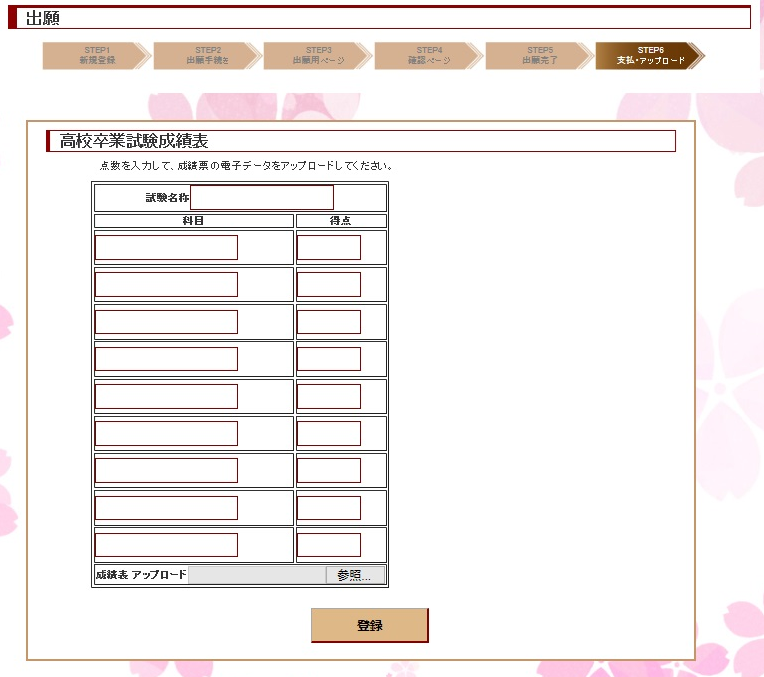 出願
STEP1 STEP2 STEP3 STEP4 STEP5 STEP6
新規登録 出願手続き 出願用ページ 確認ページ 出願完了 支払・アップロード
高校卒業試験成績表
点数を入力して、成績票の電子データをアップロードしてください。
試験名称
科目 得点
成績表 アップロード 参照...
登録